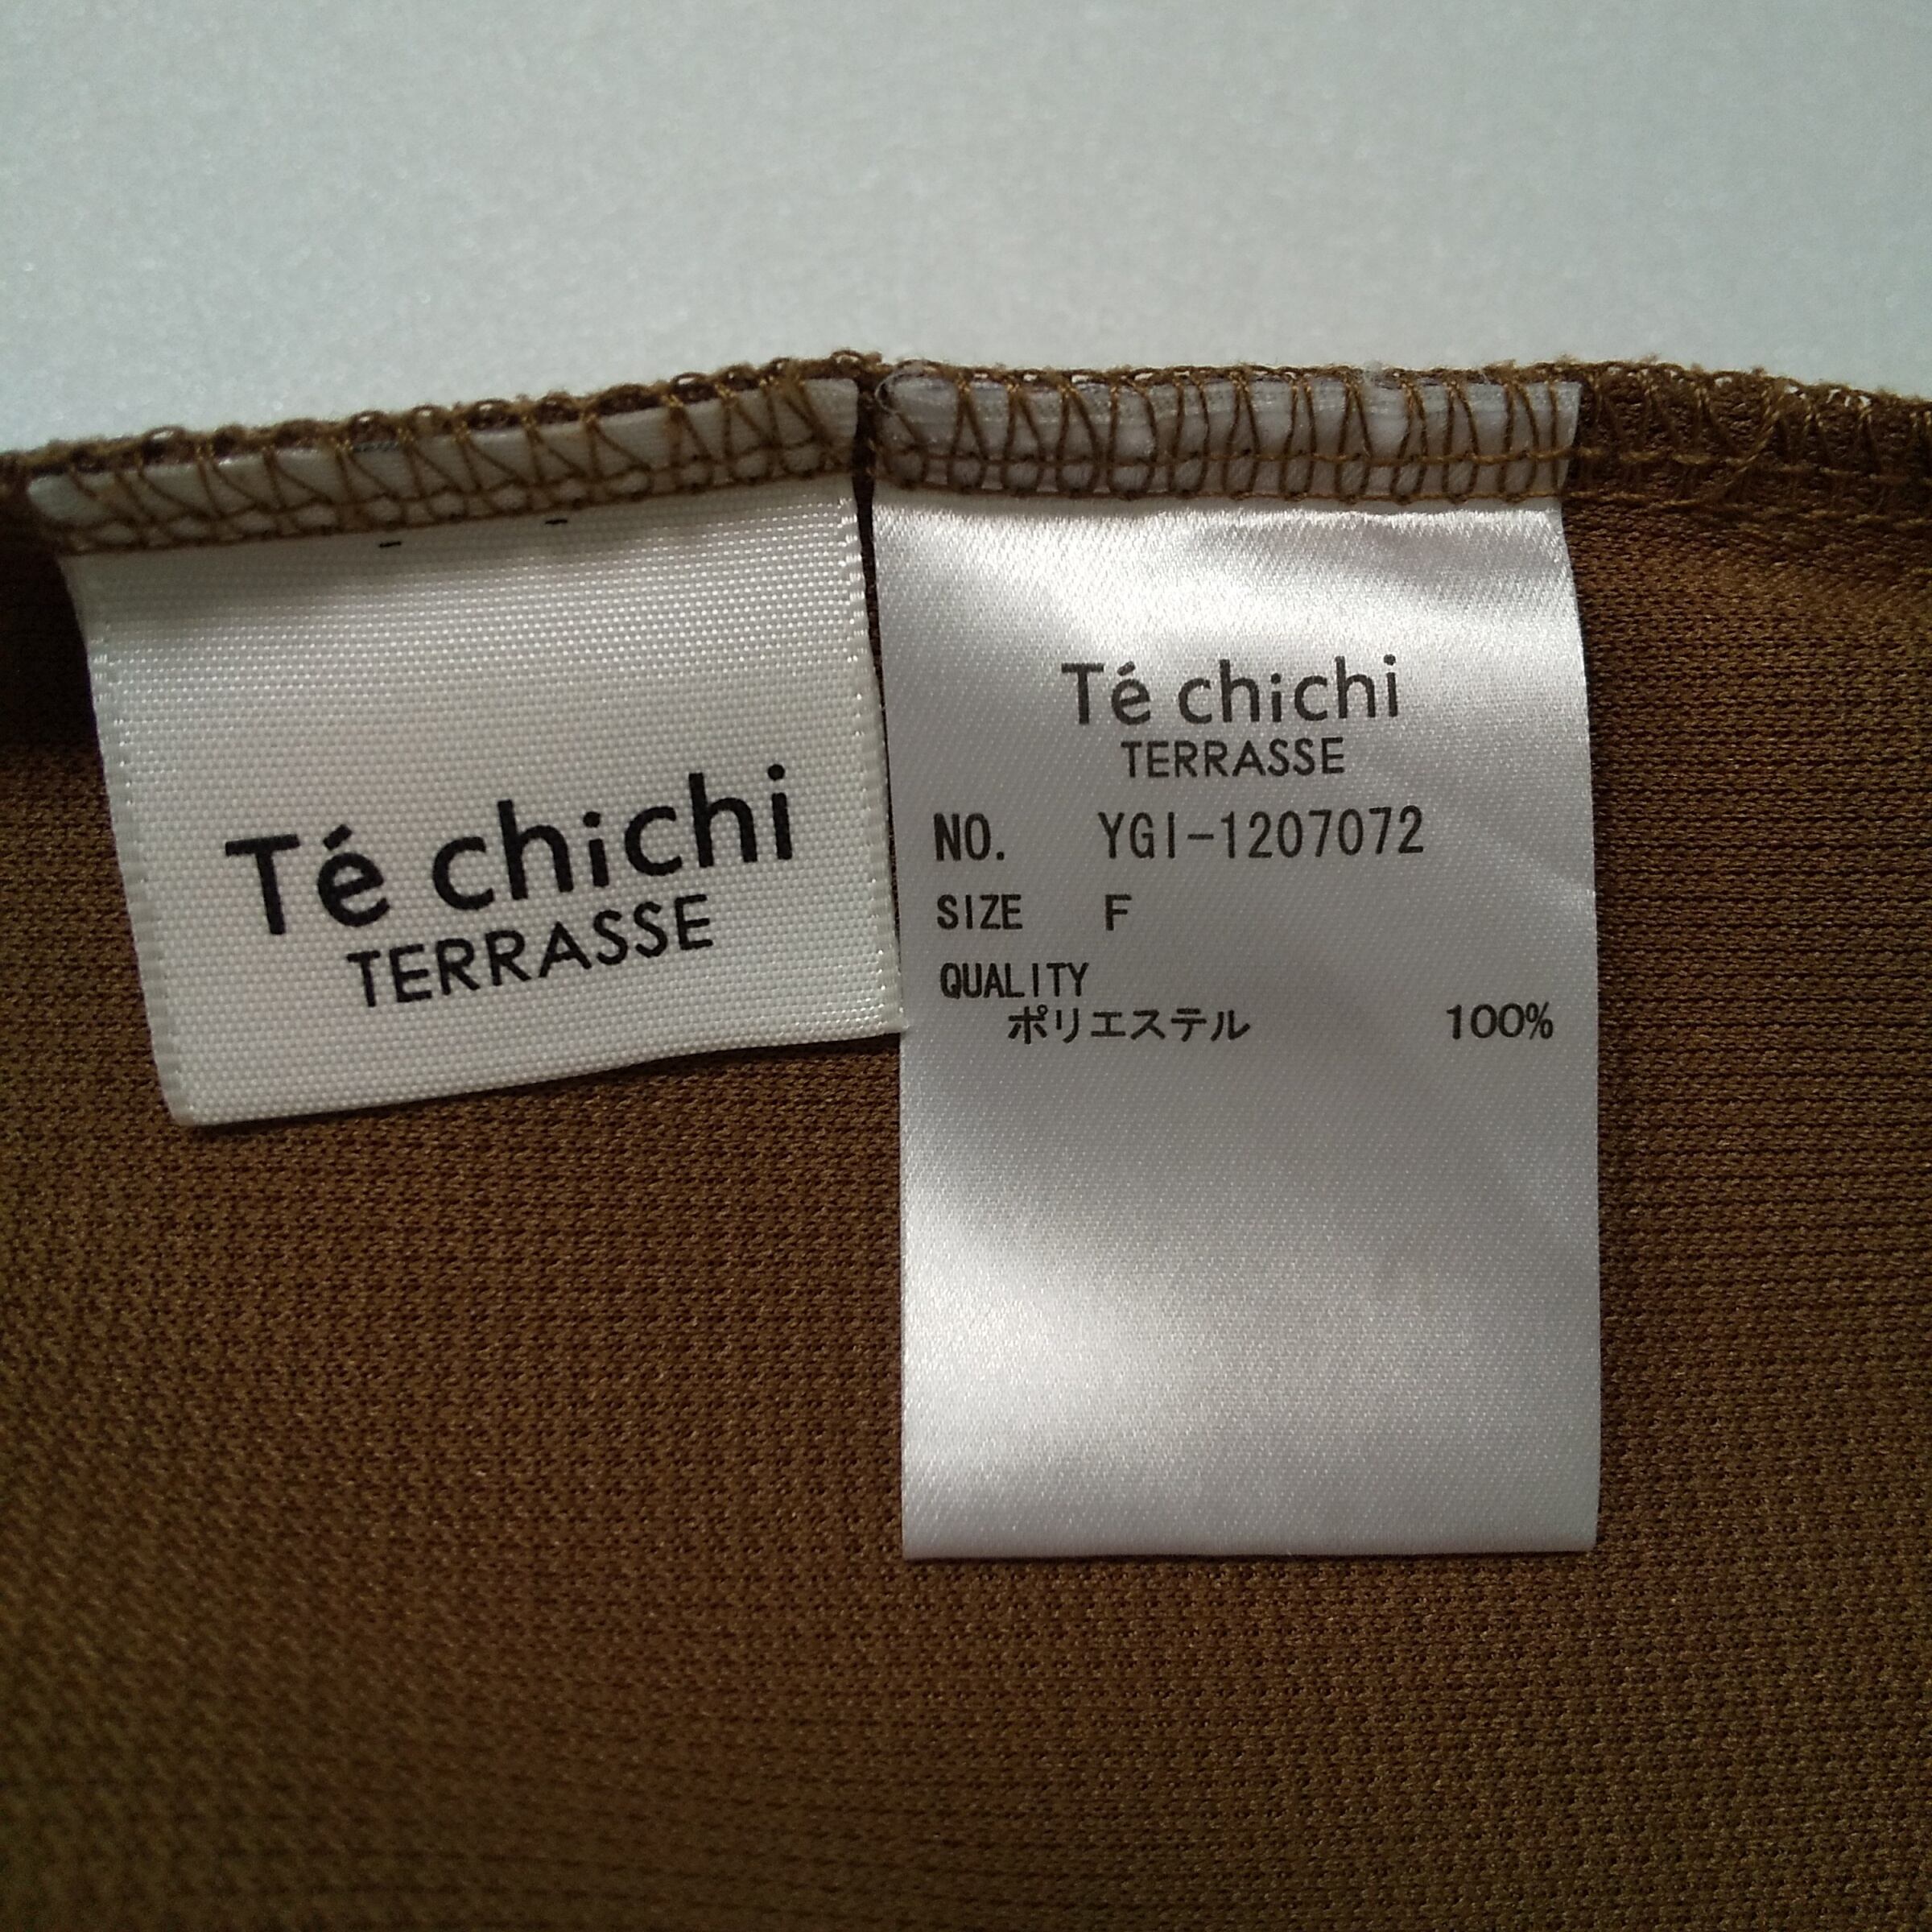 Té chichi
TERRASSE
Té chichi
TERRASSE
NO. YGI-1207072
SIZE F
QUALITY
ポリエステル 100%